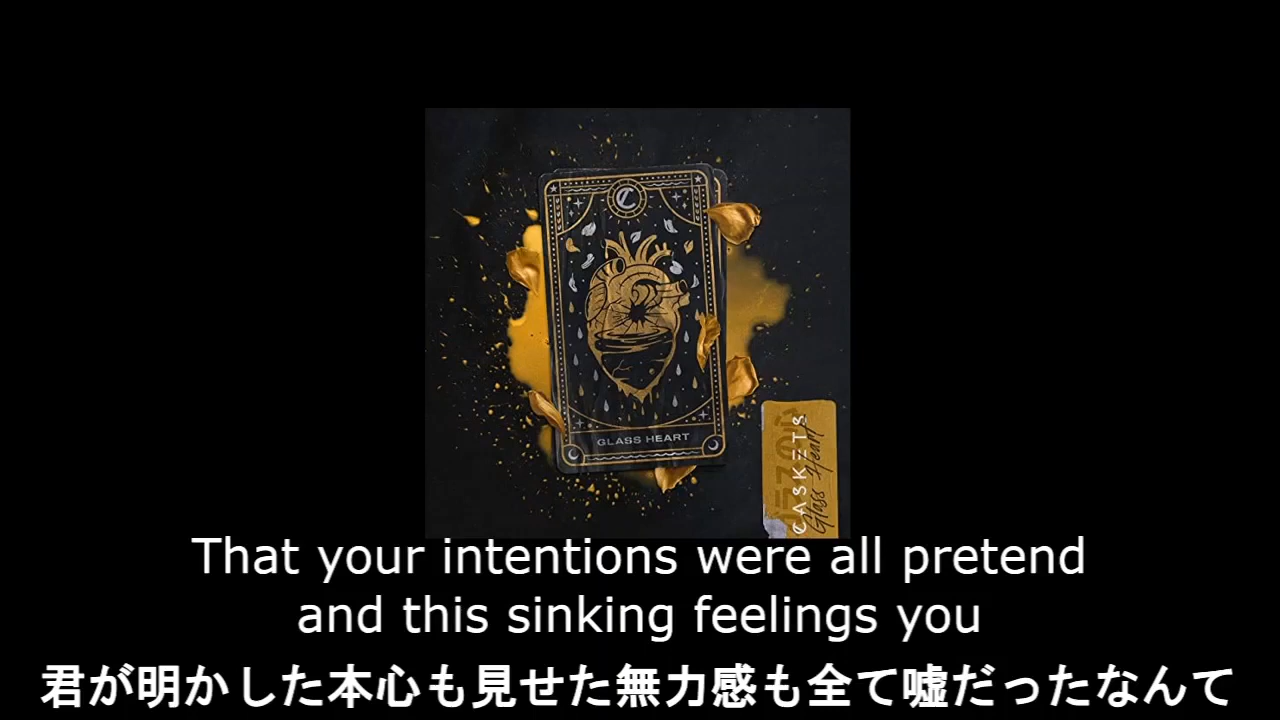 GLASS HEART
CASKETS
Glass Heart
That your intentions were all pretend
and this sinking feelings you
君が明かした本心も見せた無力感も全て嘘だったなんて